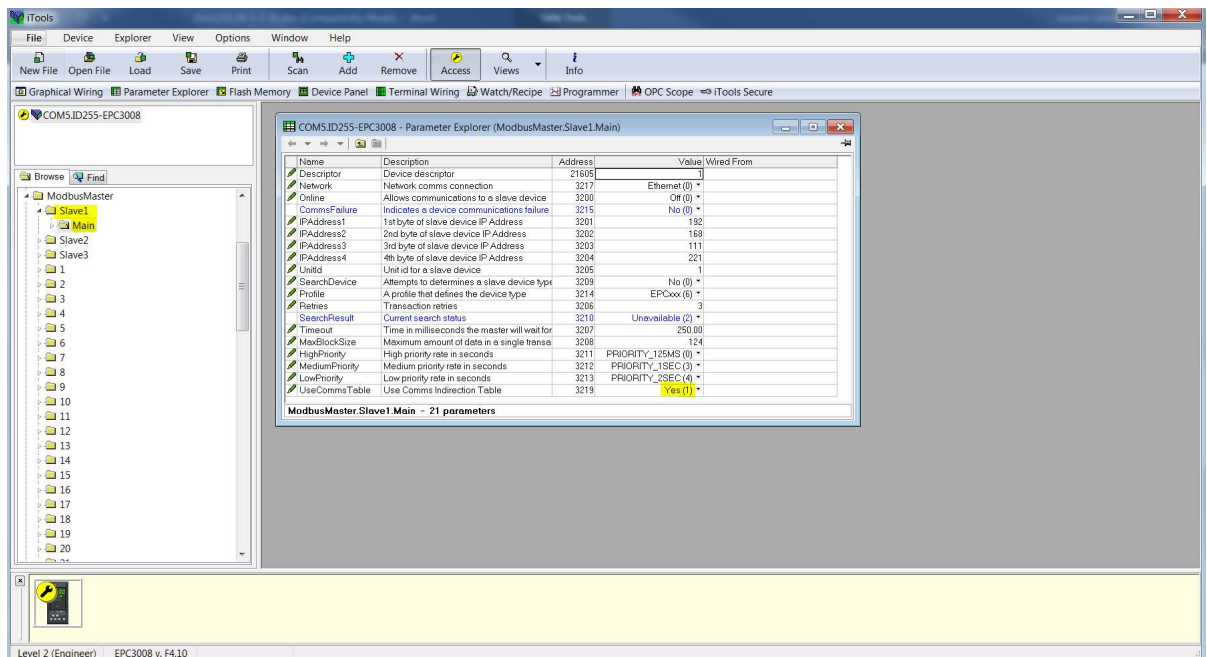 iTools
File Device Explorer View Options Window Help
New File Open File Load Save Print Scan Add Remove Access Views Info
Graphical Wiring Parameter Explorer Flash Memory Device Panel Terminal Wiring Watch/Recipe Programmer OPC Scope iTools Secure
COM5.ID255-EPC3008
Browse Find
ModbusMaster
Slave1
Main
Slave2
Slave3
1
2
3
4
5
6
7
8
9
10
11
12
13
14
15
16
17
18
19
20
COM5.ID255-EPC3008 - Parameter Explorer (ModbusMaster.Slave1.Main)
Name Description Address Value Wired From
Descriptor Device descriptor 21605 1
Network Network comms connection 3217 Ethernet (0)
Online Allows communications to a slave device 3200 Off (0)
CommsFailure Indicates a device communications failure 3215 No (0)
IPAddress1 1st byte of slave device IP Address 3201 192
IPAddress2 2nd byte of slave device IP Address 3202 168
IPAddress3 3rd byte of slave device IP Address 3203 111
IPAddress4 4th byte of slave device IP Address 3204 221
UnitId Unit id for a slave device 3205 1
SearchDevice Attempts to determines a slave device type 3209 No (0)
Profile A profile that defines the device type 3214 EPCxxx (6)
Retries Transaction retries 3206 3
SearchResult Current search status 3210 Unavailable (2)
Timeout Time in milliseconds the master will wait for 3207 250.00
MaxBlockSize Maximum amount of data in a single transa 3208 124
HighPriority High priority rate in seconds 3211 PRIORITY_125MS (0)
MediumPriority Medium priority rate in seconds 3212 PRIORITY_1SEC (3)
LowPriority Low priority rate in seconds 3213 PRIORITY_2SEC (4)
UseCommsTable Use Comms Indirection Table 3219 Yes (1)
ModbusMaster.Slave1.Main - 21 parameters
Level 2 (Engineer) EPC3008 v. F4.10